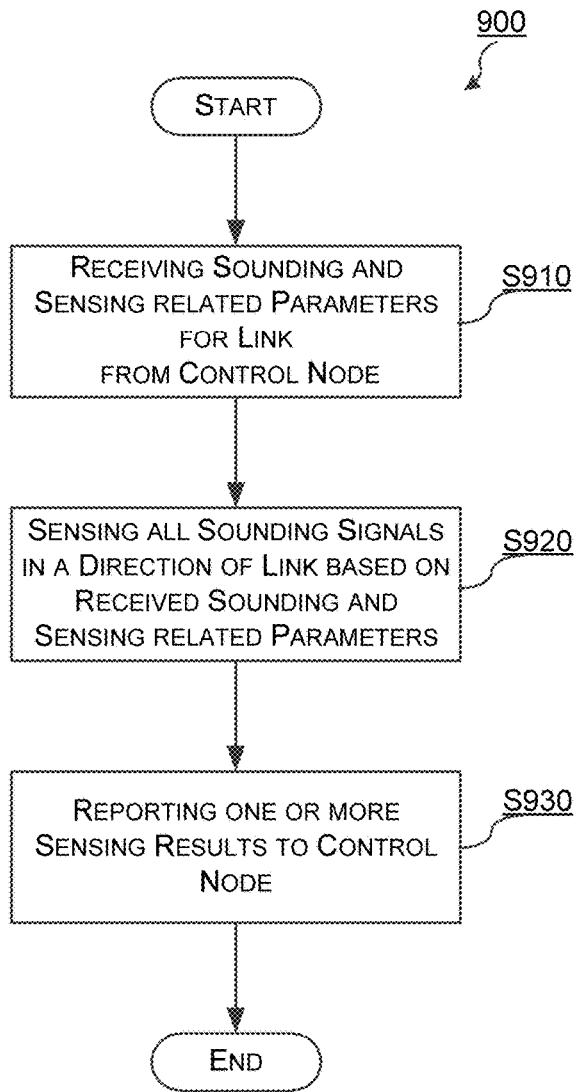 900
START
RECEIVING SOUNDING AND
SENSING RELATED PARAMETERS
FOR LINK
FROM CONTROL NODE
S910
SENSING ALL SOUNDING SIGNALS
IN A DIRECTION OF LINK BASED ON
RECEIVED SOUNDING AND
SENSING RELATED PARAMETERS
S920
REPORTING ONE OR MORE
SENSING RESULTS TO CONTROL
NODE
S930
END